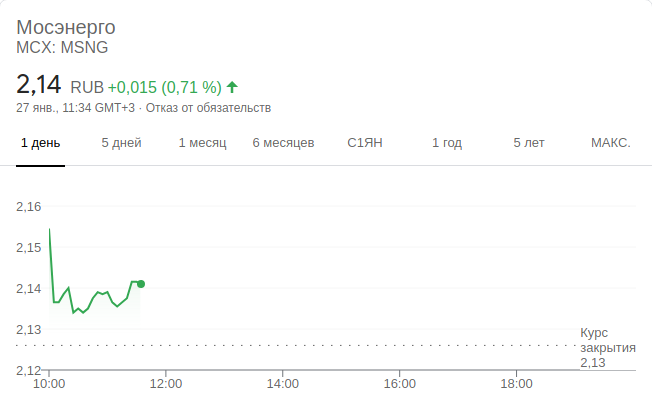 Мосэнерго
MCX: MSNG
2,14 RUB +0,015 (0,71 %)
27 янв., 11:34 GMT+3 · Отказ от обязательств
1 день 5 дней 1 месяц 6 месяцев С1ЯН 1 год 5 лет МАКС.
2,16
2,15
2,14
2,13
2,12
Курс
закрытия
2,13
10:00 12:00 14:00 16:00 18:00